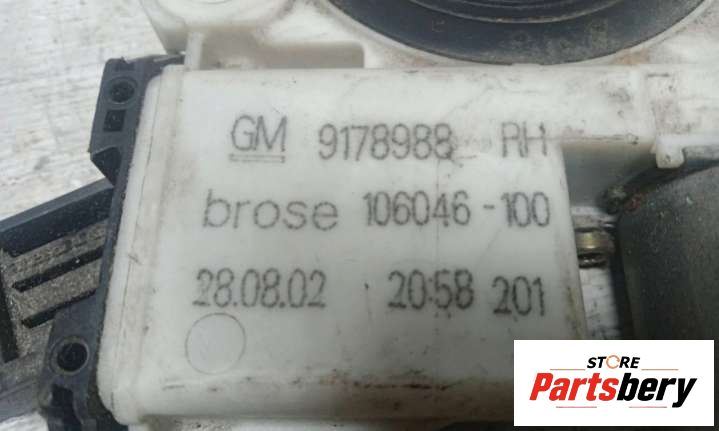 GM 9178988 RH
brose 106046-100
28.08.02 20:58 201
STORE
Partsbery